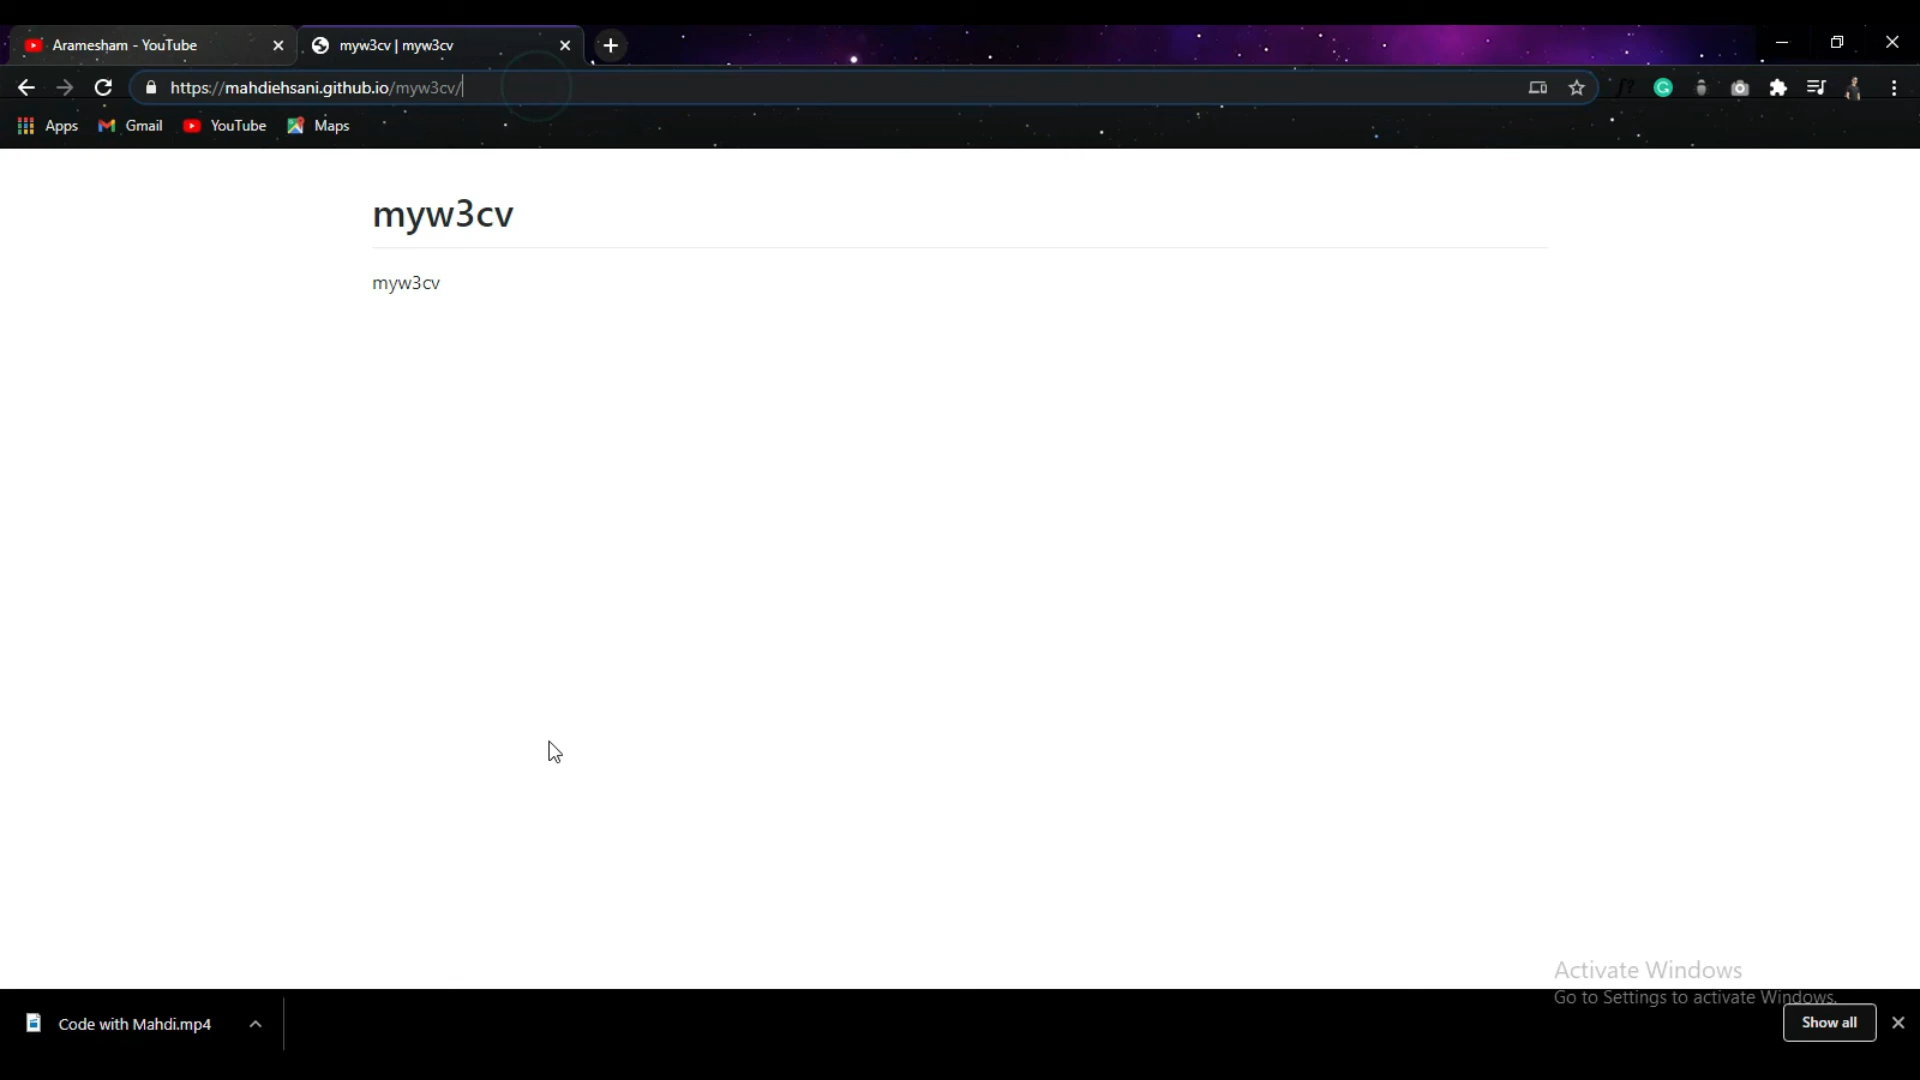 Aramesham - YouTube
myw3cv | myw3cv
https://mahdiehsani.github.io/myw3cv/
Apps
Gmail
YouTube
Maps
myw3cv
myw3cv
Activate Windows
Go to Settings to activate Windows.
Code with Mahdi.mp4
Show all